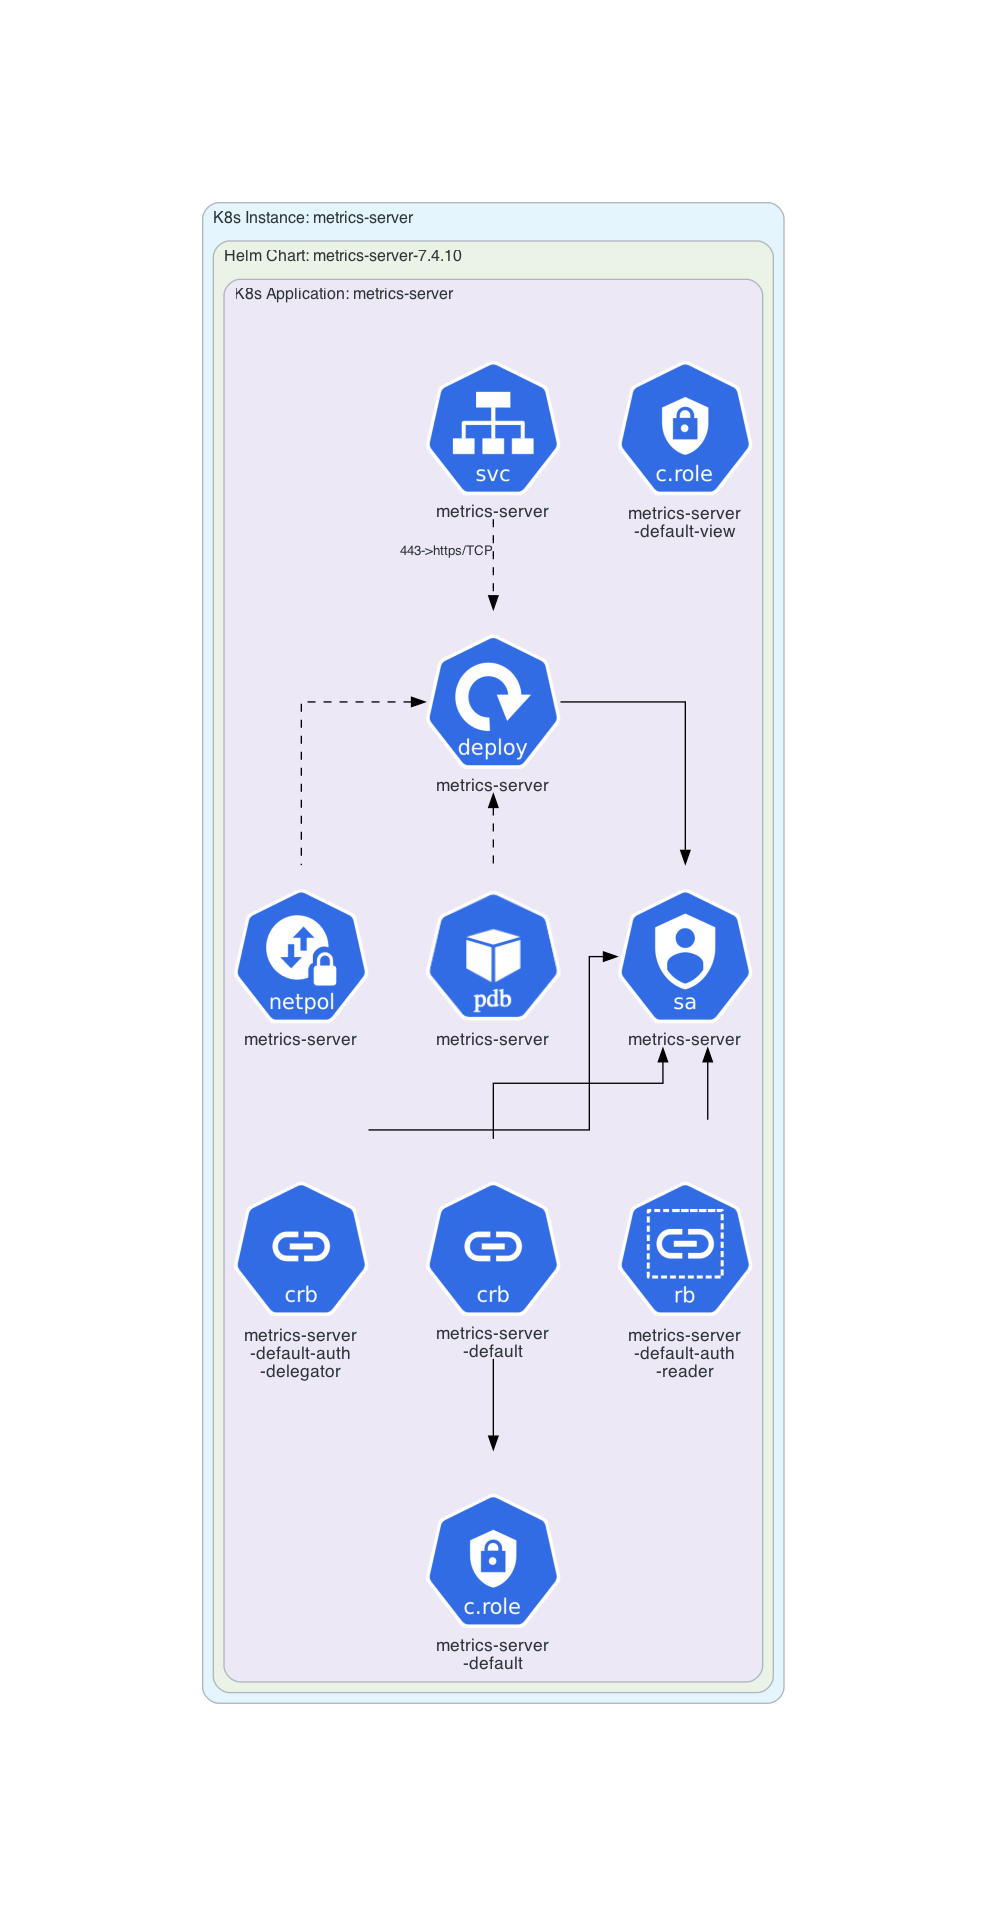 K8s Instance: metrics-server
Helm Chart: metrics-server-7.4.10
K8s Application: metrics-server
svc
metrics-server
c.role
metrics-server
-default-view
443->https/TCP
deploy
metrics-server
netpol
metrics-server
pdb
metrics-server
sa
metrics-server
crb
metrics-server
-default-auth
-delegator
crb
metrics-server
-default
rb
metrics-server
-default-auth
-reader
c.role
metrics-server
-default